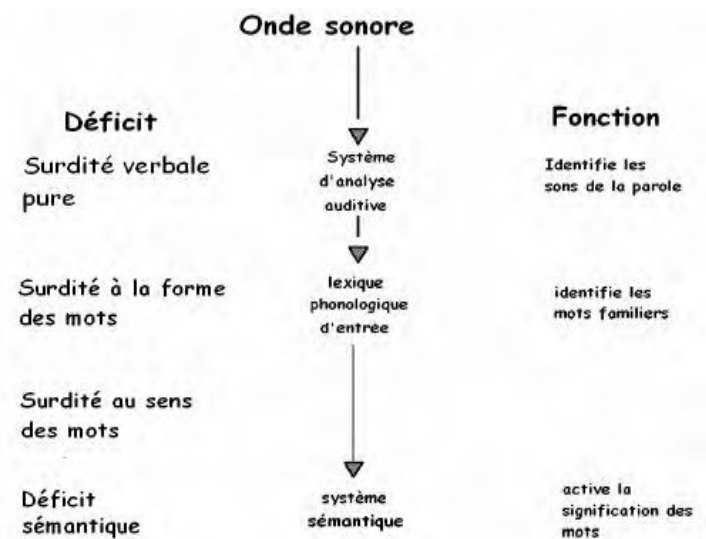 Onde sonore
Déficit
Fonction
Surdité verbale
pure
Système
d'analyse
auditive
Identifie les
sons de la parole
Surdité à la forme
des mots
lexique
phonologique
d'entrée
identifie les
mots familiers
Surdité au sens
des mots
Déficit
sémantique
système
sémantique
active la
signification des
mots